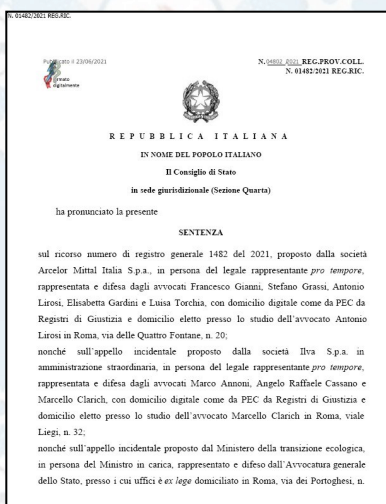 N. 01482/2021 REG.RIC.
Pubblicato il 23/06/2021
N. 04802 2021 REG.PROV.COLL.
N. 01482/2021 REG.RIC.
Firmato
digitalmente
R E P U B B L I C A I T A L I A N A
IN NOME DEL POPOLO ITALIANO
Il Consiglio di Stato
in sede giurisdizionale (Sezione Quarta)
ha pronunciato la presente
SENTENZA
sul ricorso numero di registro generale 1482 del 2021, proposto dalla società
Arcelor Mittal Italia S.p.a., in persona del legale rappresentante pro tempore,
rappresentata e difesa dagli avvocati Francesco Gianni, Stefano Grassi, Antonio
Lirosi, Elisabetta Gardini e Luisa Torchia, con domicilio digitale come da PEC da
Registri di Giustizia e domicilio eletto presso lo studio dell'avvocato Antonio
Lirosi in Roma, via delle Quattro Fontane, n. 20;
nonché sull'appello incidentale proposto dalla società Ilva S.p.a. in
amministrazione straordinaria, in persona del legale rappresentante pro tempore,
rappresentata e difesa dagli avvocati Marco Annoni, Angelo Raffaele Cassano e
Marcello Clarich, con domicilio digitale come da PEC da Registri di Giustizia e
domicilio eletto presso lo studio dell'avvocato Marcello Clarich in Roma, viale
Liegi, n. 32;
nonché sull'appello incidentale proposto dal Ministero della transizione ecologica,
in persona del Ministro in carica, rappresentato e difeso dall'Avvocatura generale
dello Stato, presso i cui uffici è ex lege domiciliato in Roma, via dei Portoghesi, n.